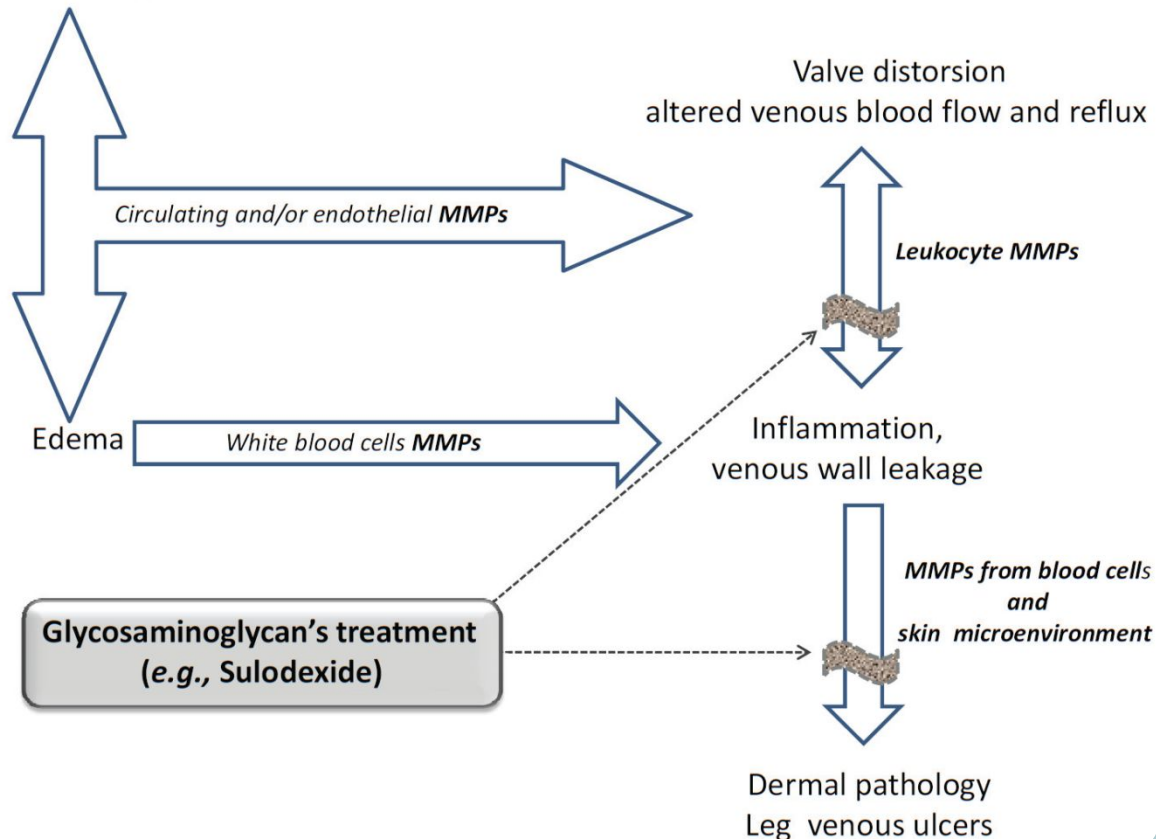 Valve distorsion
altered venous blood flow and reflux
Circulating and/or endothelial MMPs
Leukocyte MMPs
Edema
White blood cells MMPs
Inflammation,
venous wall leakage
MMPs from blood cells
and
skin microenvironment
Glycosaminoglycan’s treatment
(e.g., Sulodexide)
Dermal pathology
Leg venous ulcers